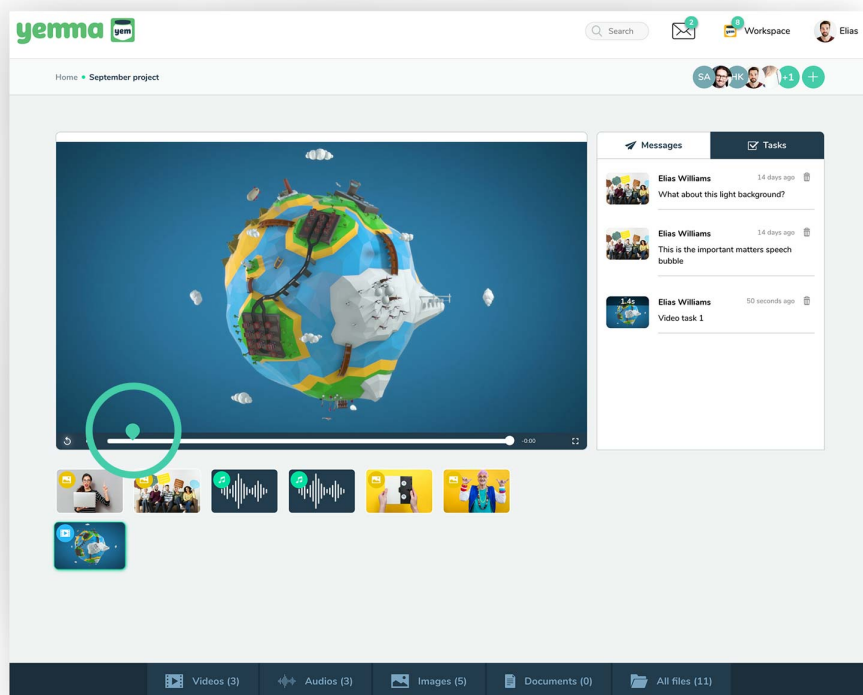 yemma
yem
Search
2
8
Workspace
Elias
Home • September project
SA
HK
+1
Messages
Tasks
Elias Williams
14 days ago
What about this light background?
Elias Williams
14 days ago
This is the important matters speech
bubble
1.4s
Elias Williams
50 seconds ago
Video task 1
-0:00
Videos (3)
Audios (3)
Images (5)
Documents (0)
All files (11)